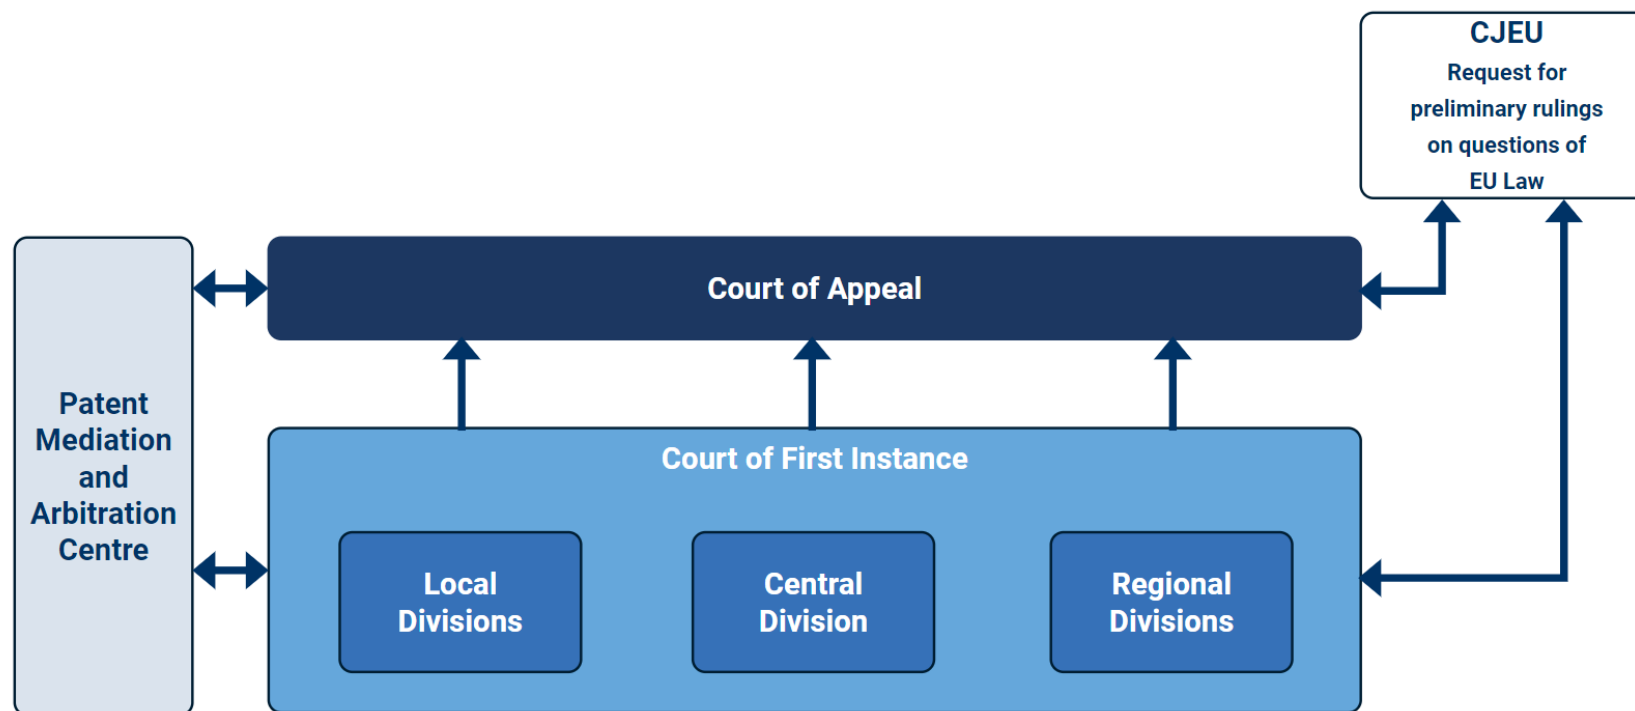 CJEU
Request for
preliminary rulings
on questions of
EU Law
Court of Appeal
Patent
Mediation
and
Arbitration
Centre
Court of First Instance
Local
Divisions
Central
Division
Regional
Divisions